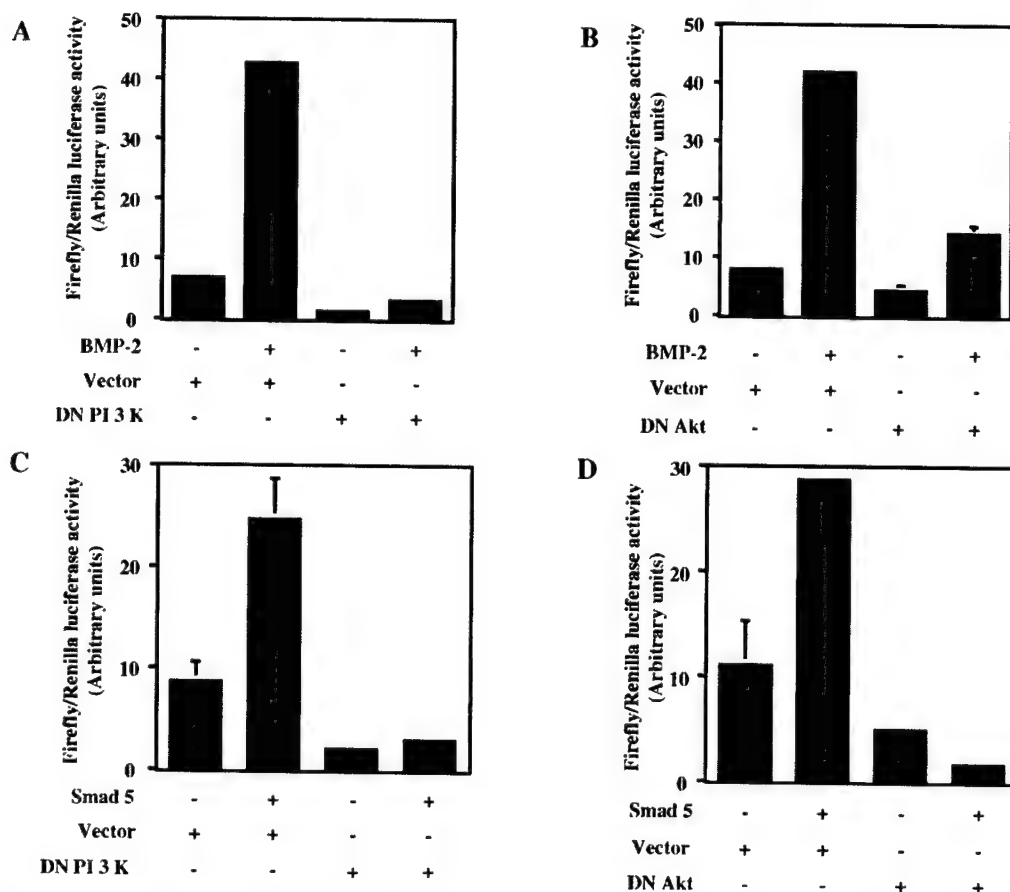 A
Firefly/Renilla luciferase activity
(Arbitrary units)
50
40
30
20
10
0
BMP-2 - + - +
Vector + + - -
DN PI 3 K - - + +
B
Firefly/Renilla luciferase activity
(Arbitrary units)
50
40
30
20
10
0
BMP-2 - + - +
Vector + + - -
DN Akt - - + +
C
Firefly/Renilla luciferase activity
(Arbitrary units)
30
20
10
0
Smad 5 - + - +
Vector + + - -
DN PI 3 K - - + +
D
Firefly/Renilla luciferase activity
(Arbitrary units)
30
20
10
0
Smad 5 - + - +
Vector + + - -
DN Akt - - + +